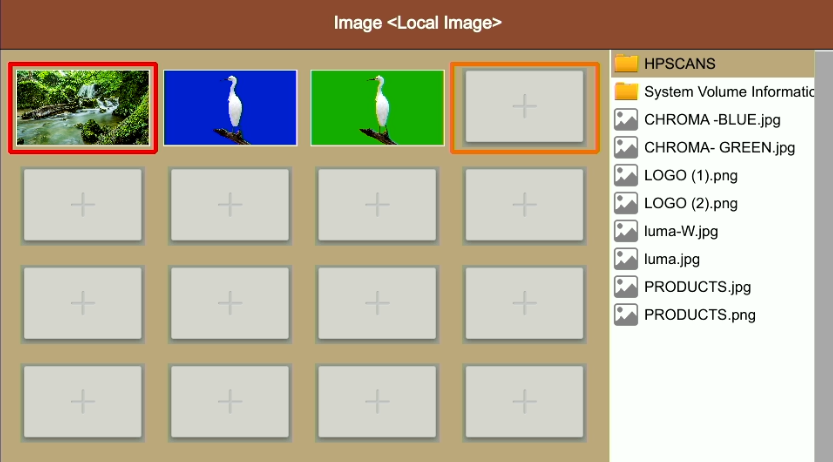 Image <Local Image>
HPSCANS
System Volume Informatic
CHROMA -BLUE.jpg
CHROMA- GREEN.jpg
LOGO (1).png
LOGO (2).png
luma-W.jpg
luma.jpg
PRODUCTS.jpg
PRODUCTS.png